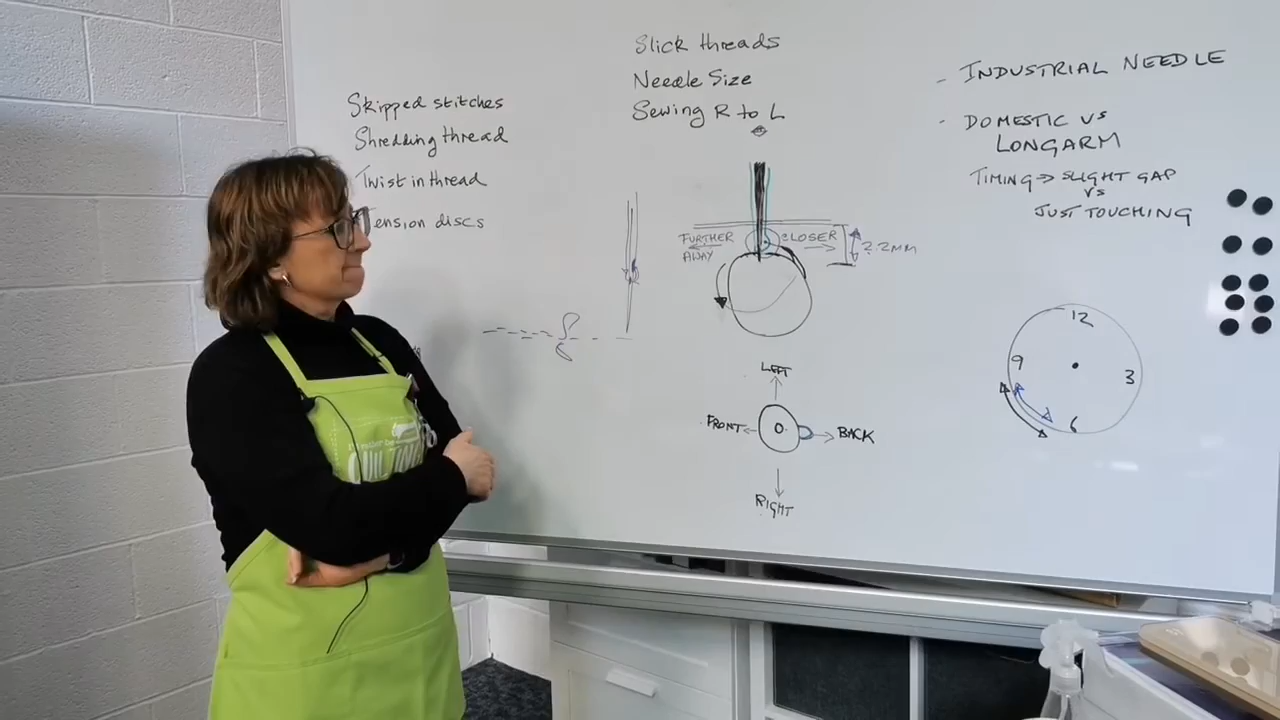 Skipped stitches
Shredding thread
Twist in thread
Tension discs
Slick threads
Needle Size
Sewing R to L
FURTHER AWAY
CLOSER
2.2MM
LEFT
FRONT
O
BACK
RIGHT
- INDUSTRIAL NEEDLE
- DOMESTIC VS
LONGARM
TIMING → SLIGHT GAP
VS
JUST TOUCHING
12
9
3
6